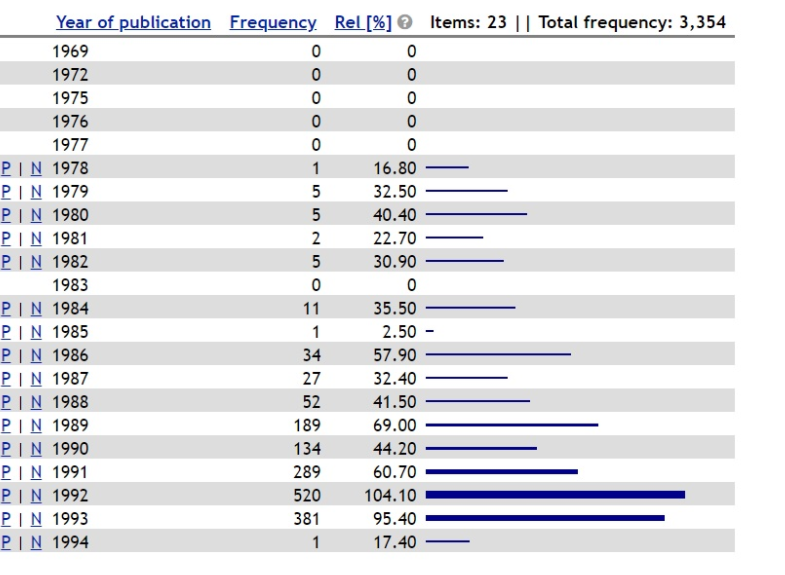 Year of publication Frequency Rel [%] ? Items: 23 || Total frequency: 3,354
1969 0 0
1972 0 0
1975 0 0
1976 0 0
1977 0 0
P | N 1978 1 16.80
P | N 1979 5 32.50
P | N 1980 5 40.40
P | N 1981 2 22.70
P | N 1982 5 30.90
1983 0 0
P | N 1984 11 35.50
P | N 1985 1 2.50
P | N 1986 34 57.90
P | N 1987 27 32.40
P | N 1988 52 41.50
P | N 1989 189 69.00
P | N 1990 134 44.20
P | N 1991 289 60.70
P | N 1992 520 104.10
P | N 1993 381 95.40
P | N 1994 1 17.40